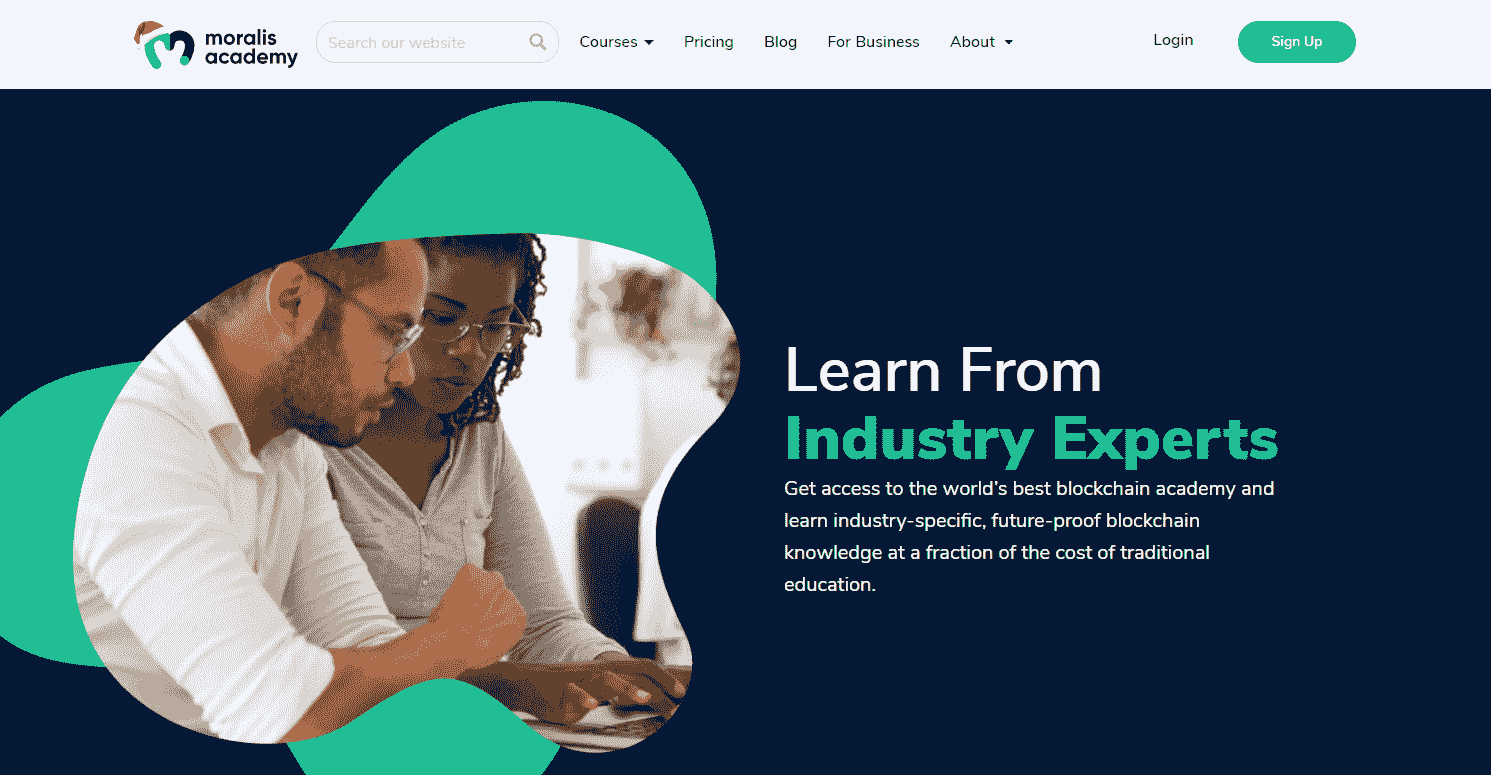 moralis
academy
Search our website
Courses
Pricing
Blog
For Business
About
Login
Sign Up
Learn From
Industry Experts
Get access to the world's best blockchain academy and
learn industry-specific, future-proof blockchain
knowledge at a fraction of the cost of traditional
education.